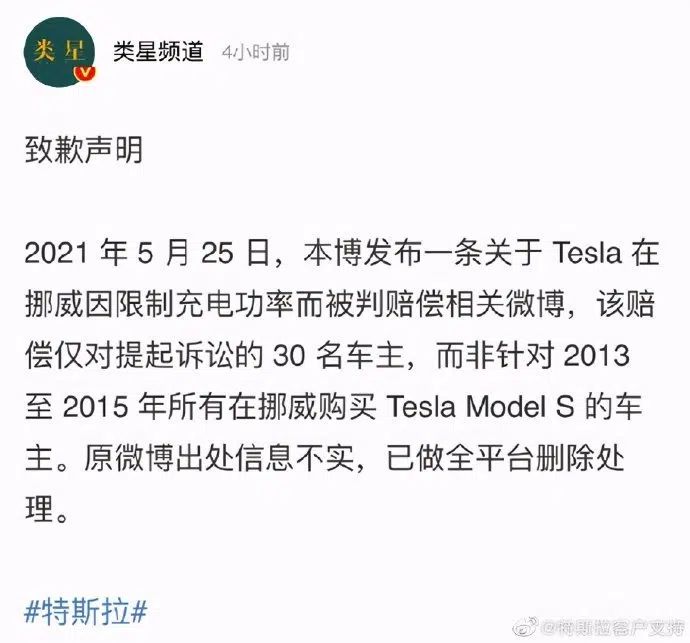 类星
类星频道 4小时前
致歉声明
2021 年 5 月 25 日，本博发布一条关于 Tesla 在
挪威因限制充电功率而被判赔偿相关微博，该赔
偿仅对提起诉讼的 30 名车主，而非针对 2013
至 2015 年所有在挪威购买 Tesla Model S 的车
主。原微博出处信息不实，已做全平台删除处
理。
#特斯拉#
@特斯拉客户支持